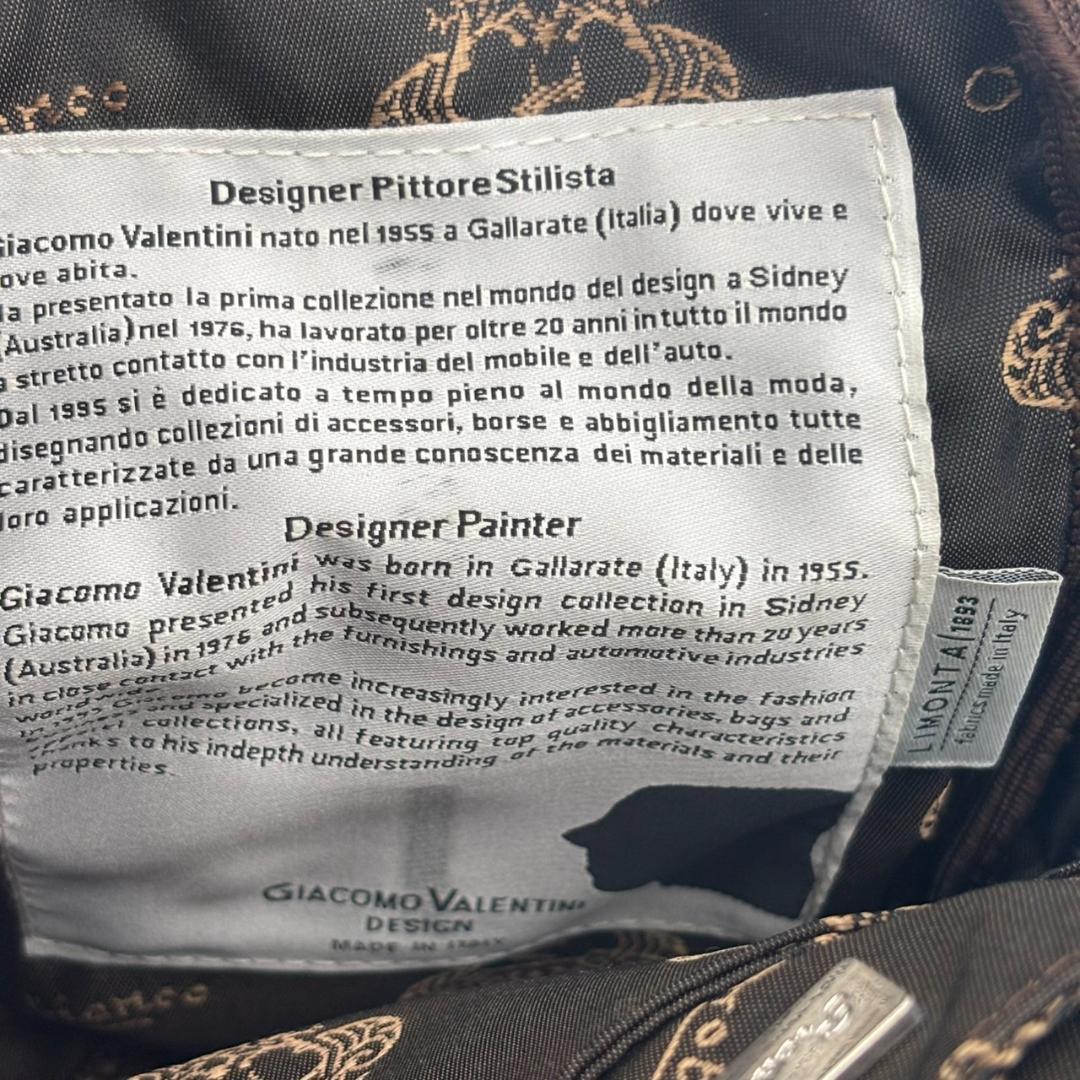 Designer Pittore Stilista
Giacomo Valentini nato nel 1955 a Gallarate (Italia) dove vive e
ove abita.
Ha presentato la prima collezione nel mondo del design a Sidney
(Australia) nel 1976, ha lavorato per oltre 20 anni in tutto il mondo
a stretto contatto con l'industria del mobile e dell'auto.
Dal 1995 si è dedicato a tempo pieno al mondo della moda,
disegnando collezioni di accessori, borse e abbigliamento tutte
caratterizzate da una grande conoscenza dei materiali e delle
loro applicazioni.
Designer Painter
Giacomo Valentini was born in Gallarate (Italy) in 1955.
Giacomo presented his first design collection in Sidney
(Australia) in 1976 and subsequently worked more than 20 years
in close contact with the furnishings and automotive industries
world wide.
Giacomo became increasingly interested in the fashion
and specialized in the design of accessories, bags and
collections, all featuring top quality characteristics
thanks to his indepth understanding of the materials and their
properties.
GIACOMO VALENTINI
DESIGN
MADE IN ITALY
LIMONTA | 1893
fabrics made in Italy